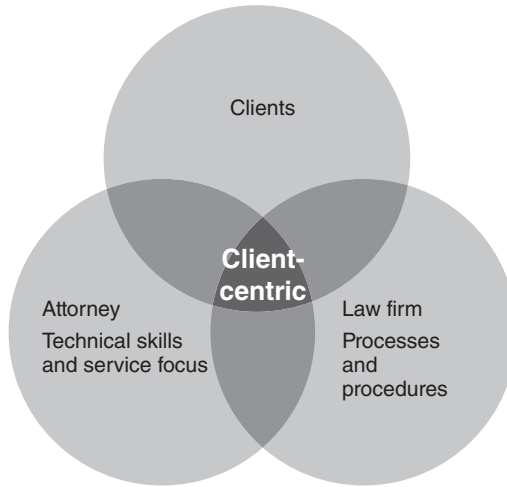 Clients
Client-
centric
Attorney
Technical skills
and service focus
Law firm
Processes
and
procedures